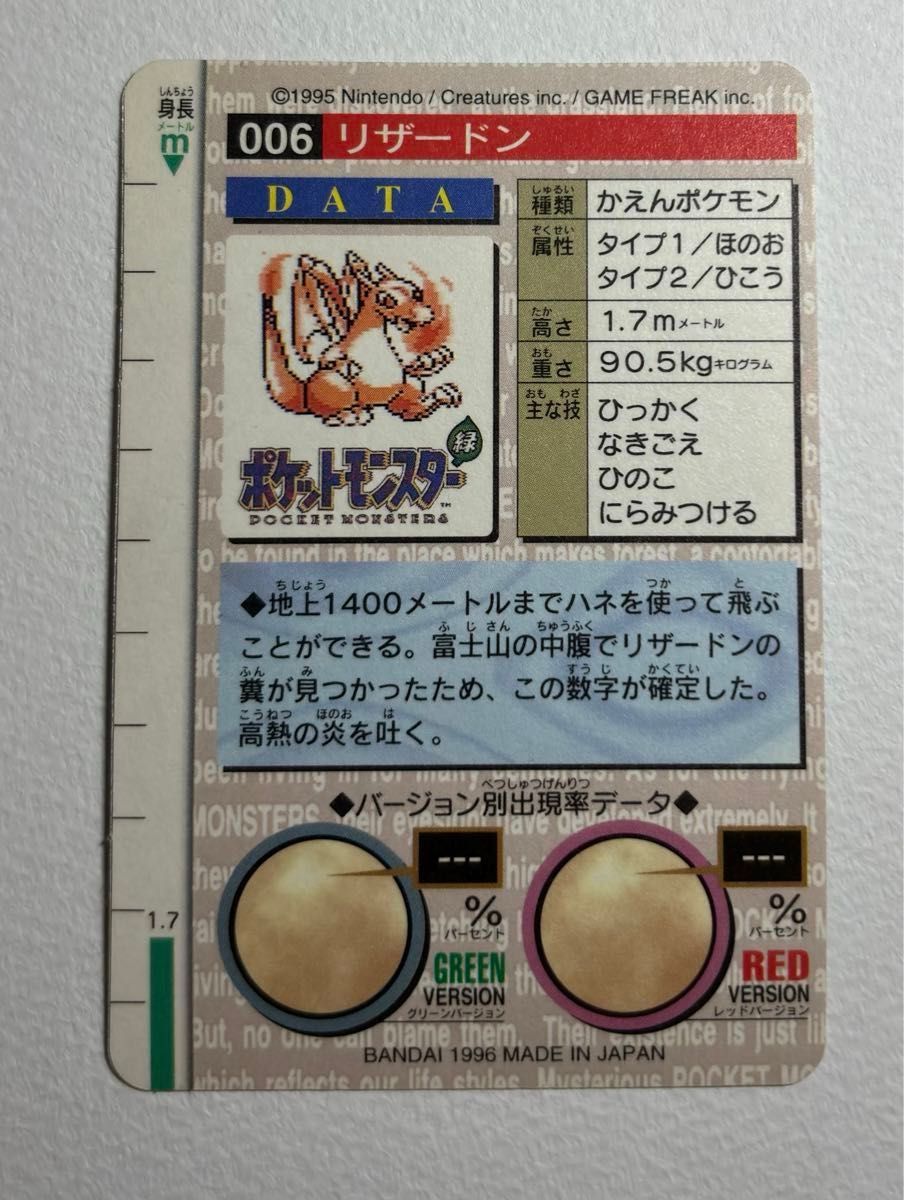 しんちょう
身長
メートル
m
©1995 Nintendo / Creatures inc. / GAME FREAK inc.
006 リザードン
DATA
緑
ポケットモンスター
POCKET MONSTERS
TM
しゅるい
種類 かえんポケモン
ぞくせい
属性 タイプ1/ほのお
タイプ2/ひこう
たか
高さ 1.7mメートル
おも
重さ 90.5kgキログラム
おも わざ
主な技 ひっかく
なきごえ
ひのこ
にらみつける
to be found in the place which makes forest, a comfortab
ちじょう つか と
◆地上1400メートルまでハネを使って飛ぶ
ふじさん ちゅうふく
ことができる。富士山の中腹でリザードンの
ふん み すうじ かくてい
糞が見つかったため、この数字が確定した。
こうねつ ほのお は
高熱の炎を吐く。
べつしゅつげんりつ
◆バージョン別出現率データ◆
---
%
パーセント
GREEN
VERSION
グリーンバージョン
---
%
パーセント
RED
VERSION
レッドバージョン
1.7
BANDAI 1996 MADE IN JAPAN